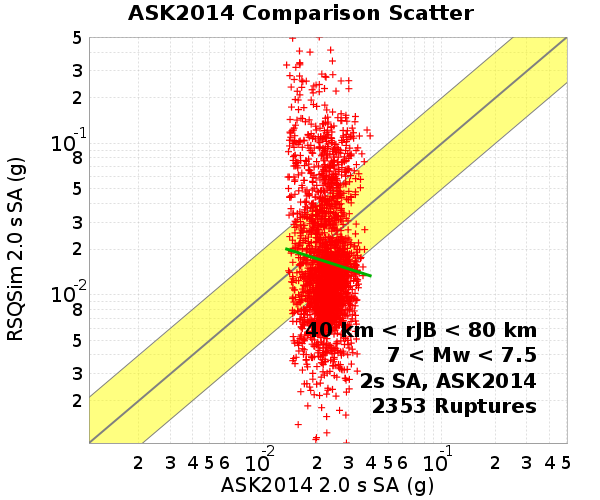 ASK2014 Comparison Scatter
5
3
2
10-1
8
5
3
2
10-2
8
5
3
2
RSQSim 2.0 s SA (g)
40 km < rJB < 80 km
7 < Mw < 7.5
2s SA, ASK2014
2353 Ruptures
2 3 4 5 6 8 10-2 2 3 4 5 6 8 10-1 2 3 4 5
ASK2014 2.0 s SA (g)